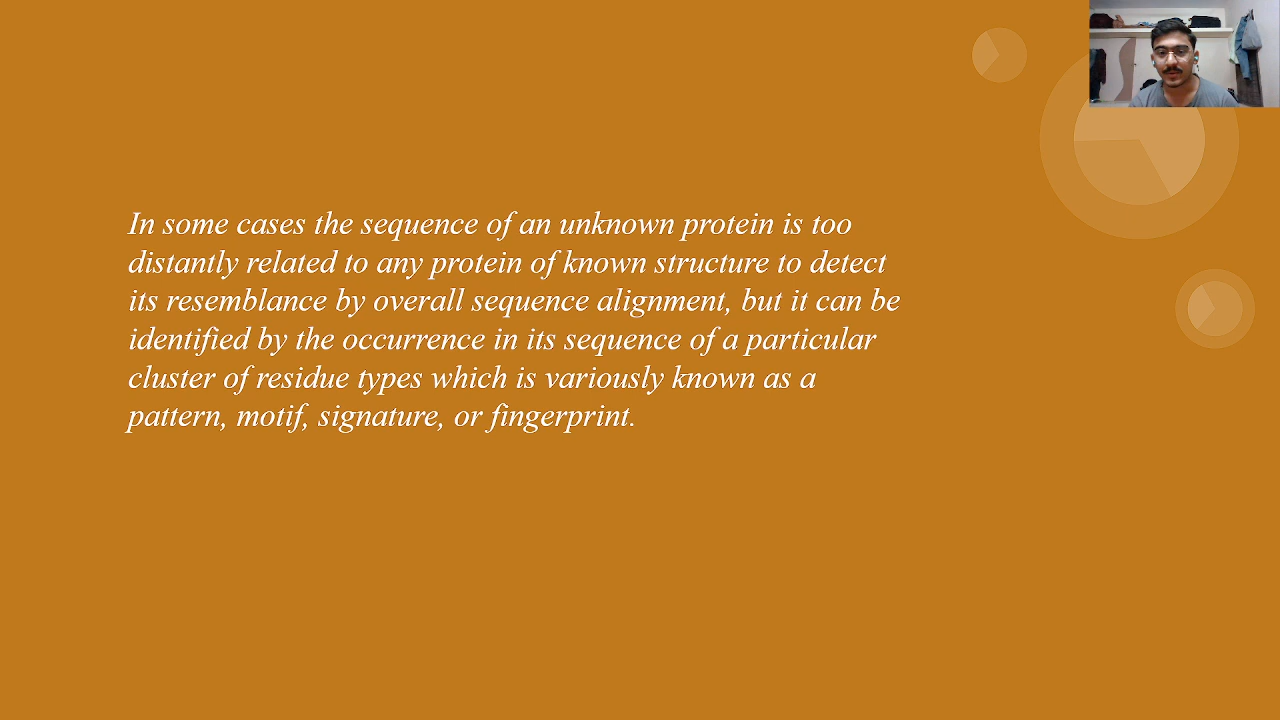 In some cases the sequence of an unknown protein is too
distantly related to any protein of known structure to detect
its resemblance by overall sequence alignment, but it can be
identified by the occurrence in its sequence of a particular
cluster of residue types which is variously known as a
pattern, motif, signature, or fingerprint.